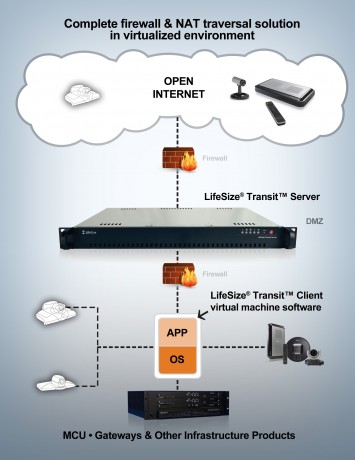 Complete firewall & NAT traversal solution
in virtualized environment
OPEN
INTERNET
Firewall
LifeSize® Transit™ Server
DMZ
Firewall
LifeSize® Transit™ Client
virtual machine software
APP
OS
MCU • Gateways & Other Infrastructure Products